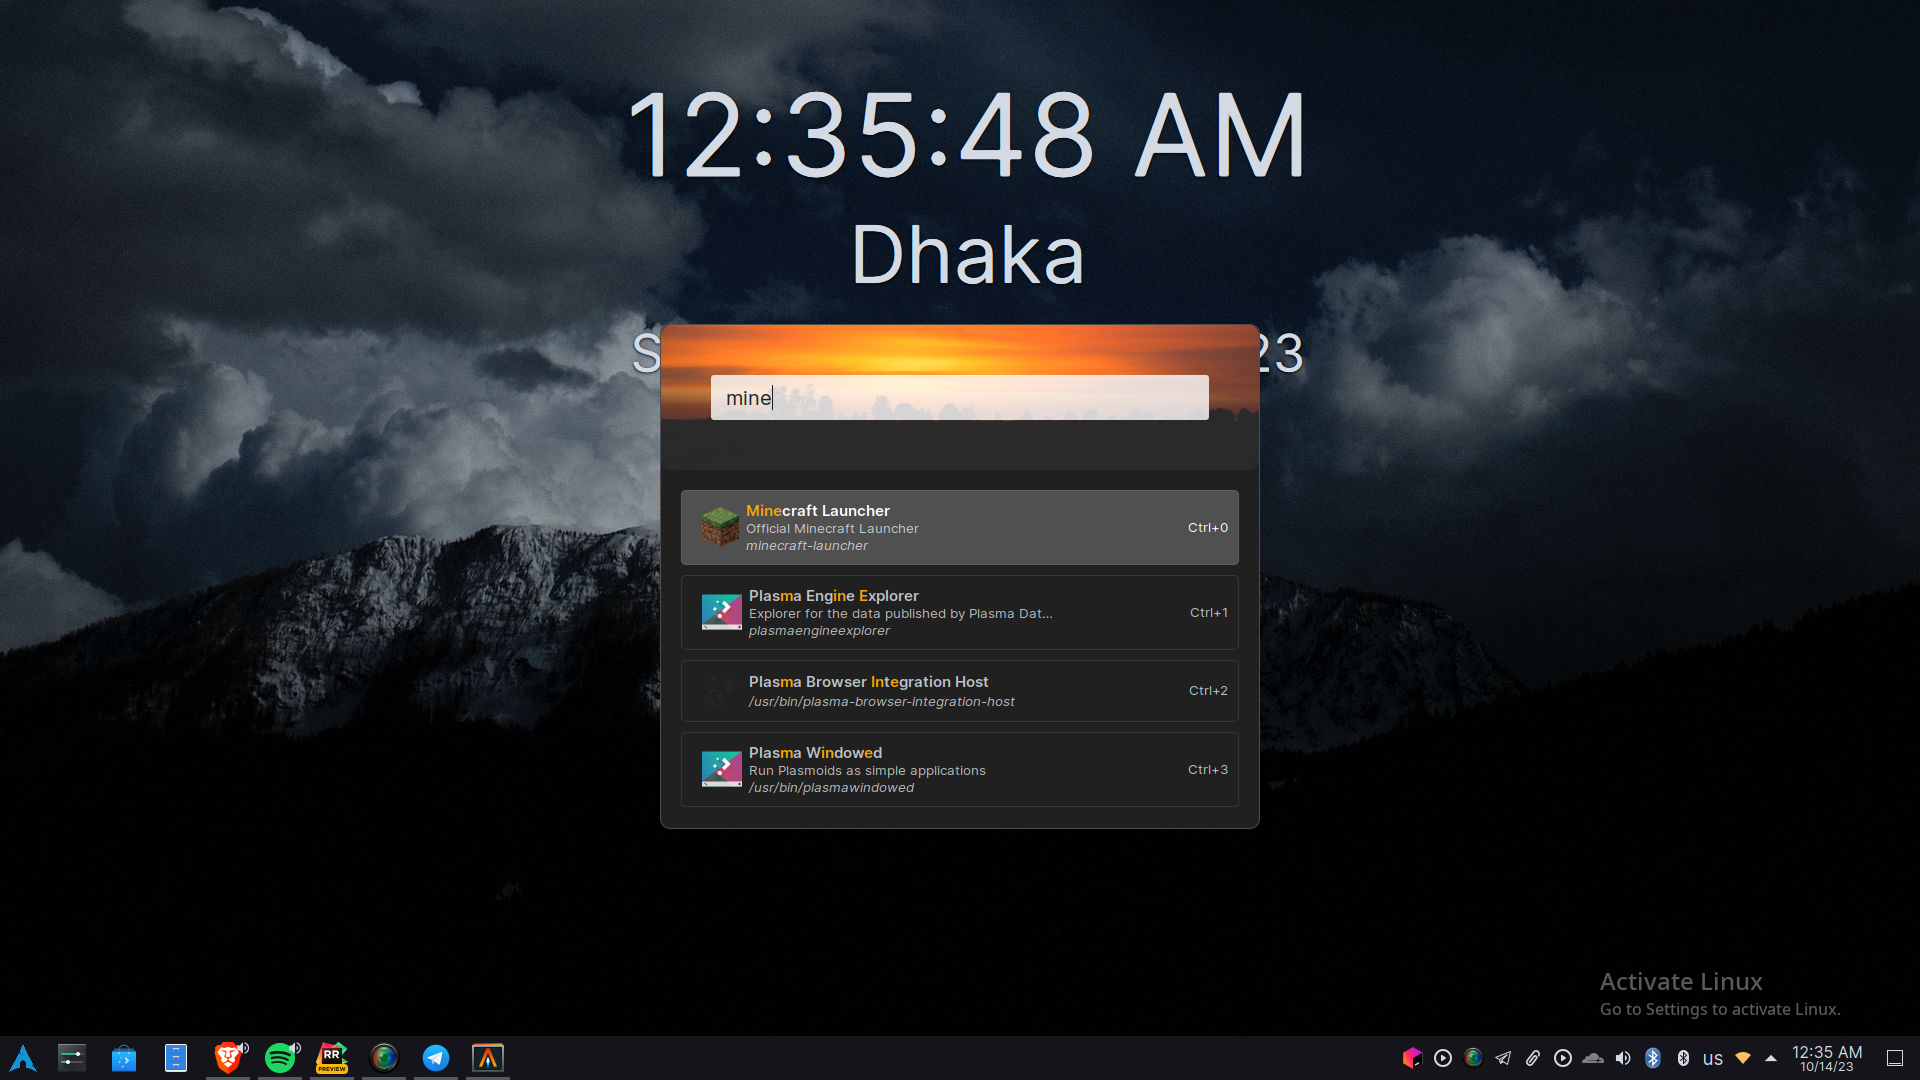 12:35:48 AM
Dhaka
S
23
mine
Minecraft Launcher
Official Minecraft Launcher
minecraft-launcher
Ctrl+0
Plasma Engine Explorer
Explorer for the data published by Plasma Dat...
plasmaengineexplorer
Ctrl+1
Plasma Browser Integration Host
/usr/bin/plasma-browser-integration-host
Ctrl+2
Plasma Windowed
Run Plasmoids as simple applications
/usr/bin/plasmawindowed
Ctrl+3
Activate Linux
Go to Settings to activate Linux.
RR
PREVIEW
us
12:35 AM
10/14/23